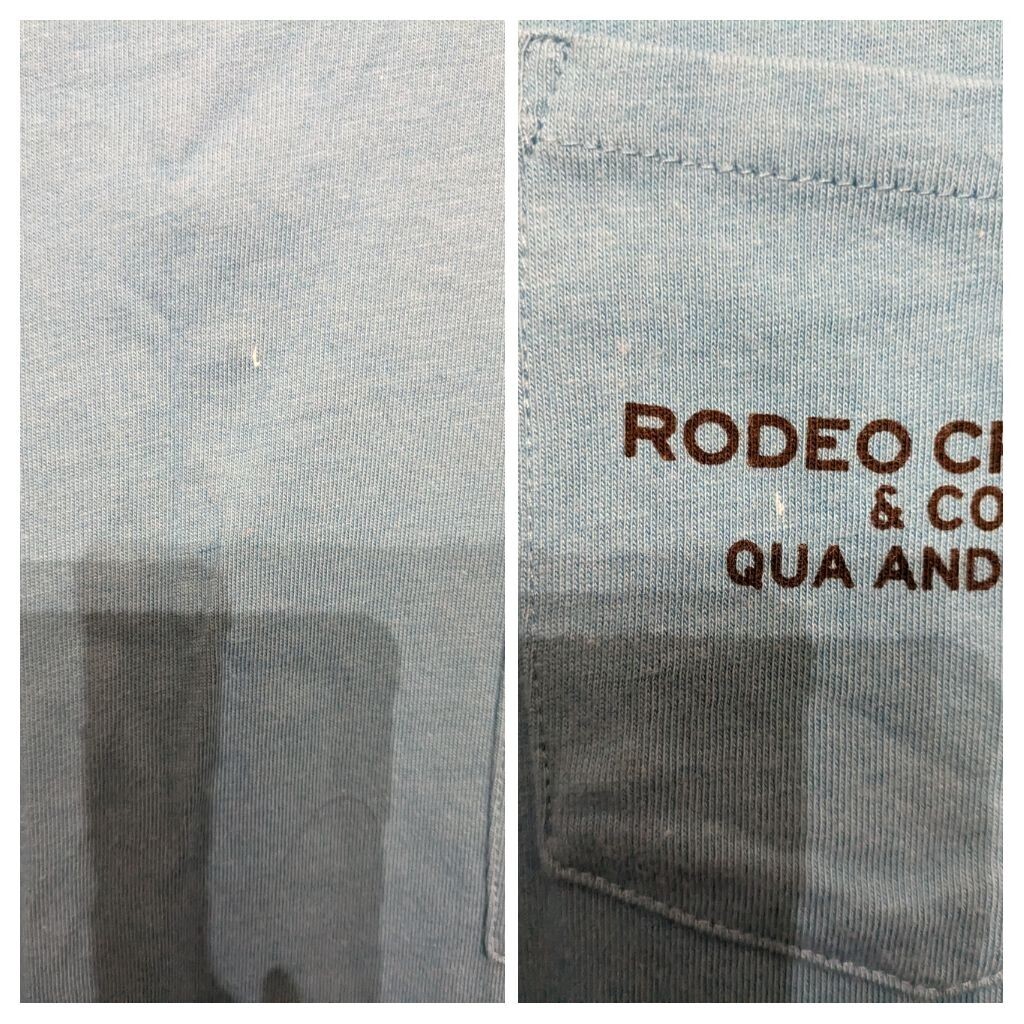 RODEO C
& CO
QUA AND